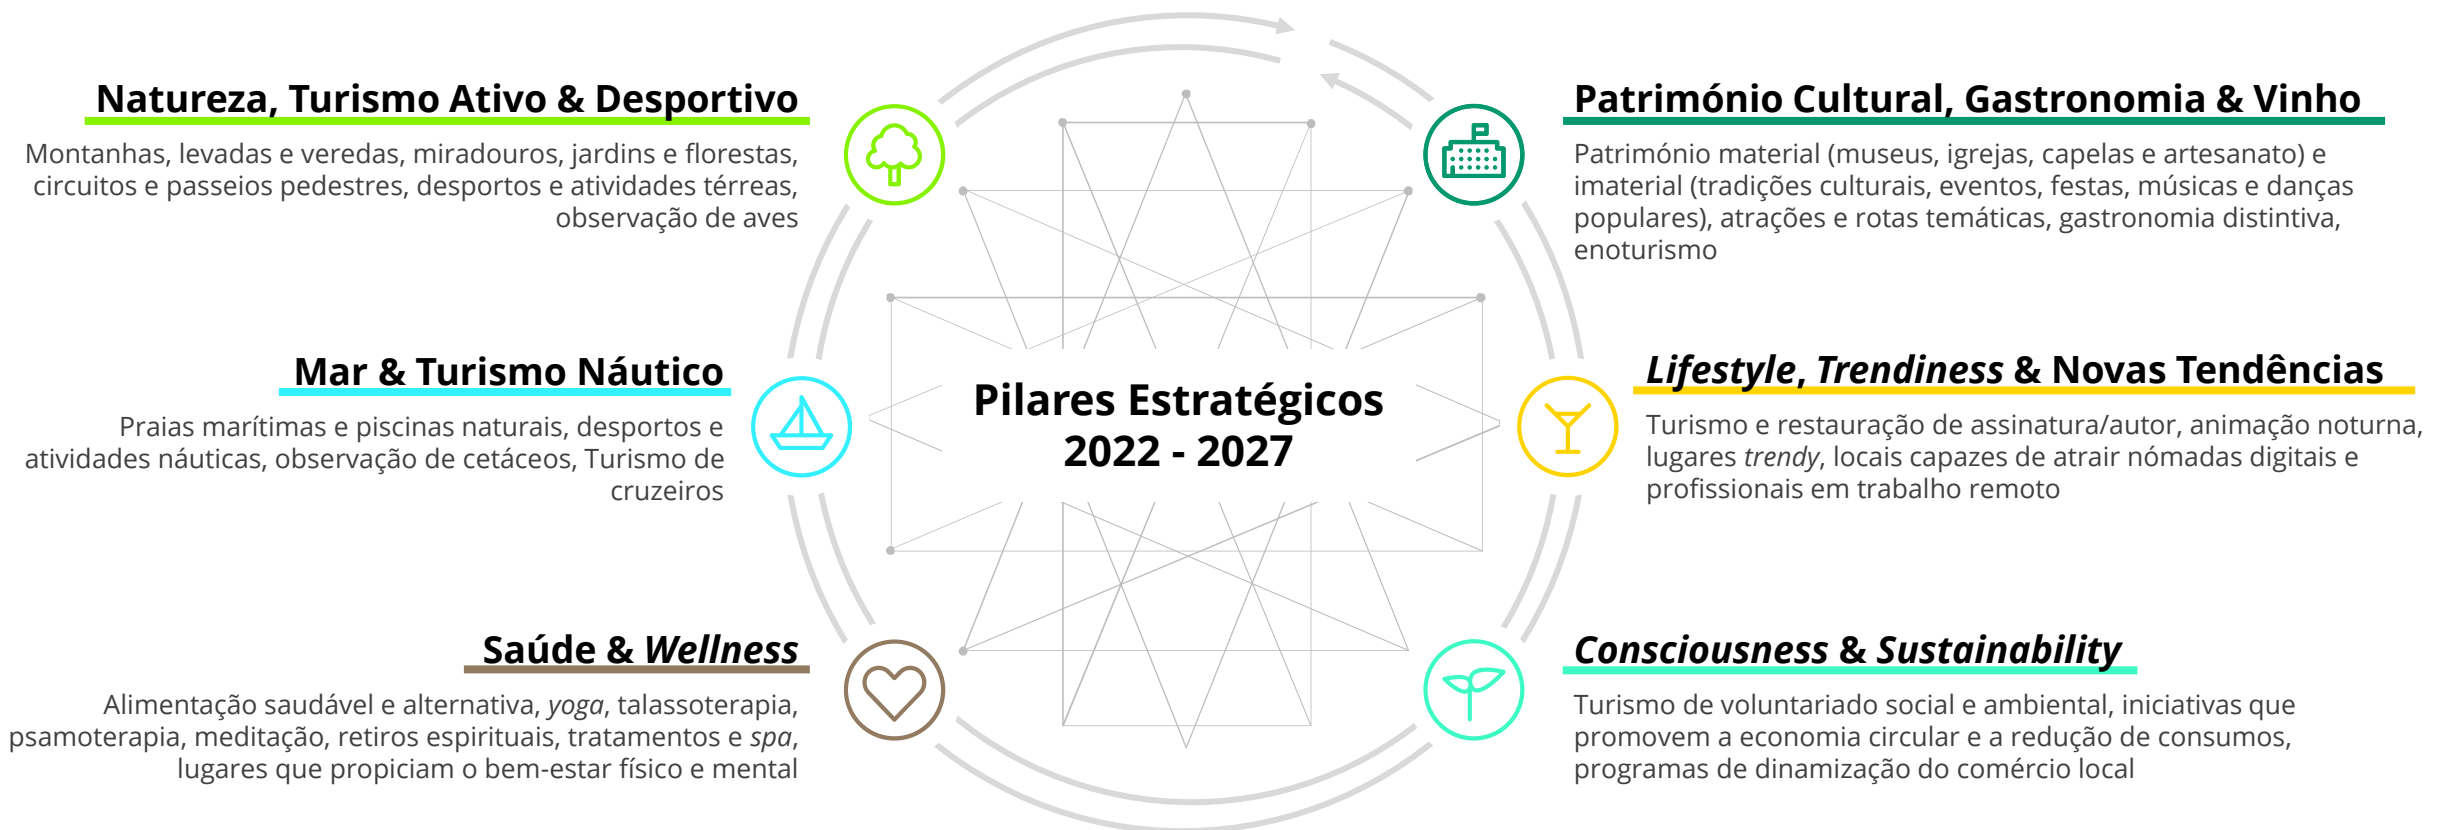 Natureza, Turismo Ativo & Desportivo
Montanhas, levadas e veredas, miradouros, jardins e florestas,
circuitos e passeios pedestres, desportos e atividades térreas,
observação de aves
Mar & Turismo Náutico
Praias marítimas e piscinas naturais, desportos e
atividades náuticas, observação de cetáceos, Turismo de
cruzeiros
Saúde & Wellness
Alimentação saudável e alternativa, yoga, talassoterapia,
psamoterapia, meditação, retiros espirituais, tratamentos e spa,
lugares que propiciam o bem-estar físico e mental
Pilares Estratégicos
2022 - 2027
Património Cultural, Gastronomia & Vinho
Património material (museus, igrejas, capelas e artesanato) e
imaterial (tradições culturais, eventos, festas, músicas e danças
populares), atrações e rotas temáticas, gastronomia distintiva,
enoturismo
Lifestyle, Trendiness & Novas Tendências
Turismo e restauração de assinatura/autor, animação noturna,
lugares trendy, locais capazes de atrair nómadas digitais e
profissionais em trabalho remoto
Consciousness & Sustainability
Turismo de voluntariado social e ambiental, iniciativas que
promovem a economia circular e a redução de consumos,
programas de dinamização do comércio local